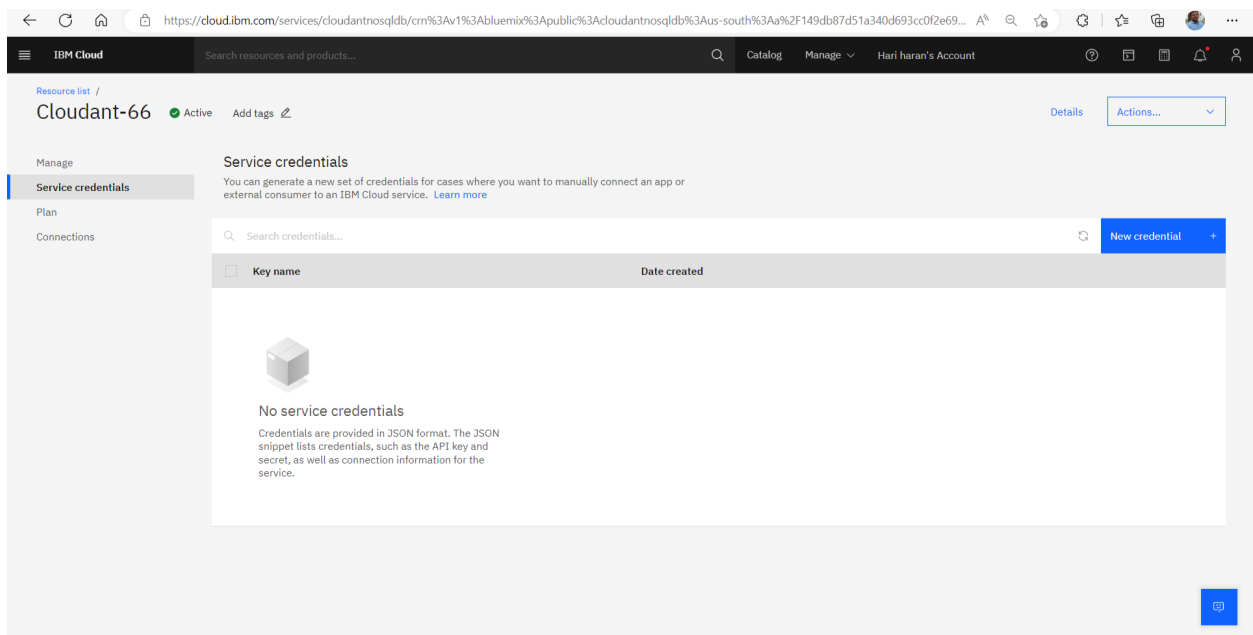 https://cloud.ibm.com/services/cloudantnosqldb/crn%3Av1%3Abluemix%3Apublic%3Acloudantnosqldb%3Aus-south%3Aa%2F149db87d51a340d693cc0f2e69...
IBM Cloud
Search resources and products...
Catalog
Manage
Hari haran's Account
Resource list /
Cloudant-66
Active
Add tags
Details
Actions...
Manage
Service credentials
Plan
Connections
Service credentials
You can generate a new set of credentials for cases where you want to manually connect an app or
external consumer to an IBM Cloud service. Learn more
Search credentials...
New credential +
Key name
Date created
No service credentials
Credentials are provided in JSON format. The JSON
snippet lists credentials, such as the API key and
secret, as well as connection information for the
service.